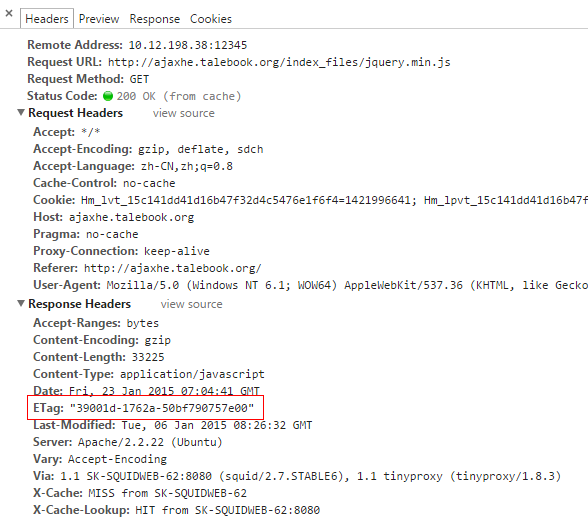 × Headers Preview Response Cookies
Remote Address: 10.12.198.38:12345
Request URL: http://ajaxhe.talebook.org/index_files/jquery.min.js
Request Method: GET
Status Code: 200 OK (from cache)
▼ Request Headers view source
Accept: */*
Accept-Encoding: gzip, deflate, sdch
Accept-Language: zh-CN,zh;q=0.8
Cache-Control: no-cache
Cookie: Hm_lvt_15c141dd41d16b47f32d4c5476e1f6f4=1421996641; Hm_lpvt_15c141dd41d16b47f
Host: ajaxhe.talebook.org
Pragma: no-cache
Proxy-Connection: keep-alive
Referer: http://ajaxhe.talebook.org/
User-Agent: Mozilla/5.0 (Windows NT 6.1; WOW64) AppleWebKit/537.36 (KHTML, like Gecko
▼ Response Headers view source
Accept-Ranges: bytes
Content-Encoding: gzip
Content-Length: 33225
Content-Type: application/javascript
Date: Fri, 23 Jan 2015 07:04:41 GMT
ETag: "39001d-1762a-50bf790757e00"
Last-Modified: Tue, 06 Jan 2015 08:26:32 GMT
Server: Apache/2.2.22 (Ubuntu)
Vary: Accept-Encoding
Via: 1.1 SK-SQUIDWEB-62:8080 (squid/2.7.STABLE6), 1.1 tinyproxy (tinyproxy/1.8.3)
X-Cache: MISS from SK-SQUIDWEB-62
X-Cache-Lookup: HIT from SK-SQUIDWEB-62:8080